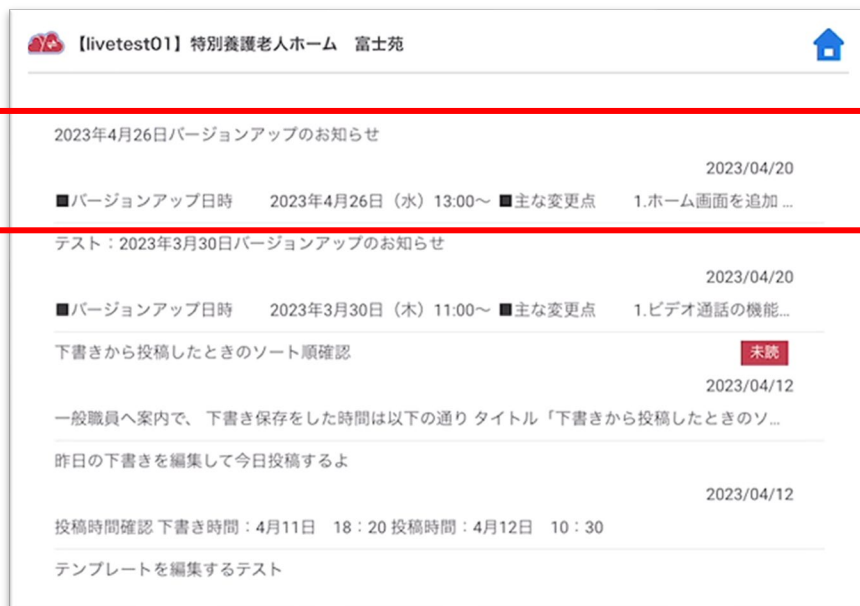 【livetest01】特別養護老人ホーム　富士苑
2023年4月26日バージョンアップのお知らせ
2023/04/20
■バージョンアップ日時　　2023年4月26日（水）13:00～ ■主な変更点　　1.ホーム画面を追加 ...
テスト：2023年3月30日バージョンアップのお知らせ
2023/04/20
■バージョンアップ日時　　2023年3月30日（木）11:00～ ■主な変更点　　1.ビデオ通話の機能...
下書きから投稿したときのソート順確認
未読
2023/04/12
一般職員へ案内で、 下書き保存をした時間は以下の通り タイトル「下書きから投稿したときのソ...
昨日の下書きを編集して今日投稿するよ
2023/04/12
投稿時間確認 下書き時間：4月11日　18：20 投稿時間：4月12日　10：30
テンプレートを編集するテスト